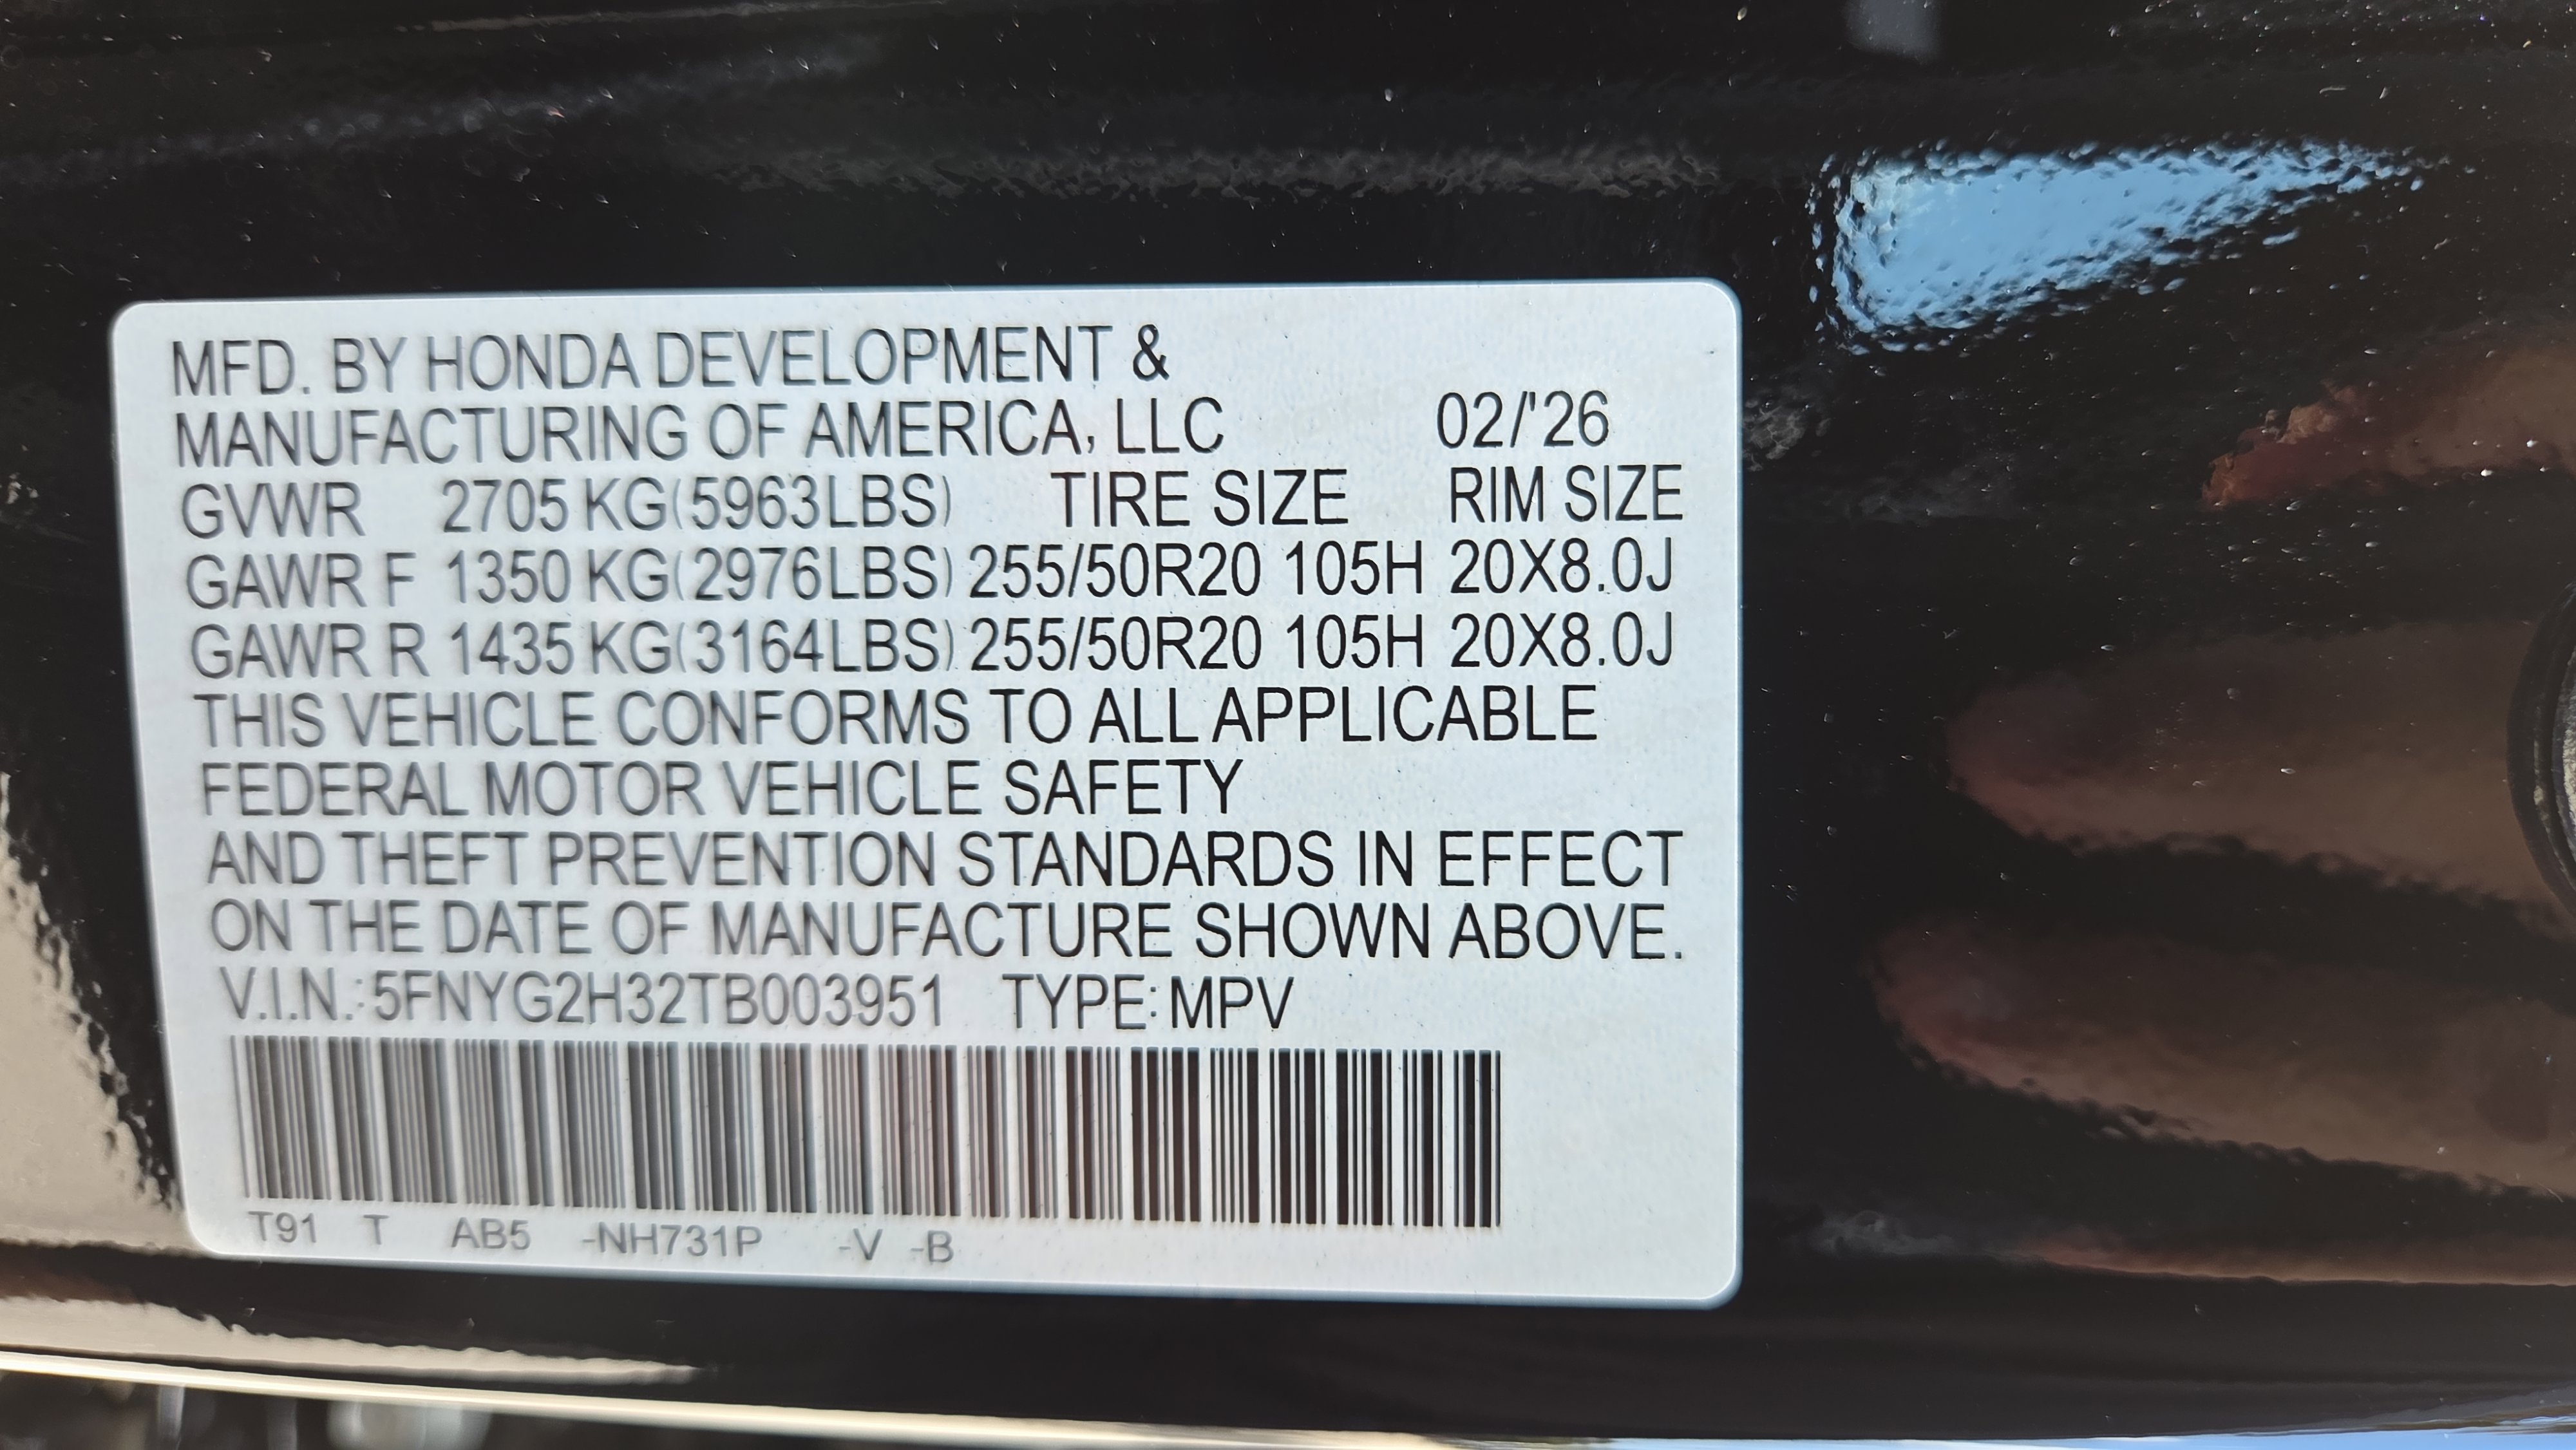 MFD. BY HONDA DEVELOPMENT &
MANUFACTURING OF AMERICA, LLC 02/'26
GVWR 2705 KG(5963LBS) TIRE SIZE RIM SIZE
GAWR F 1350 KG(2976LBS) 255/50R20 105H 20X8.0J
GAWR R 1435 KG(3164LBS) 255/50R20 105H 20X8.0J
THIS VEHICLE CONFORMS TO ALL APPLICABLE
FEDERAL MOTOR VEHICLE SAFETY
AND THEFT PREVENTION STANDARDS IN EFFECT
ON THE DATE OF MANUFACTURE SHOWN ABOVE.
V.I.N.: 5FNYG2H32TB003951 TYPE: MPV
T91 T AB5 -NH731P -V -B